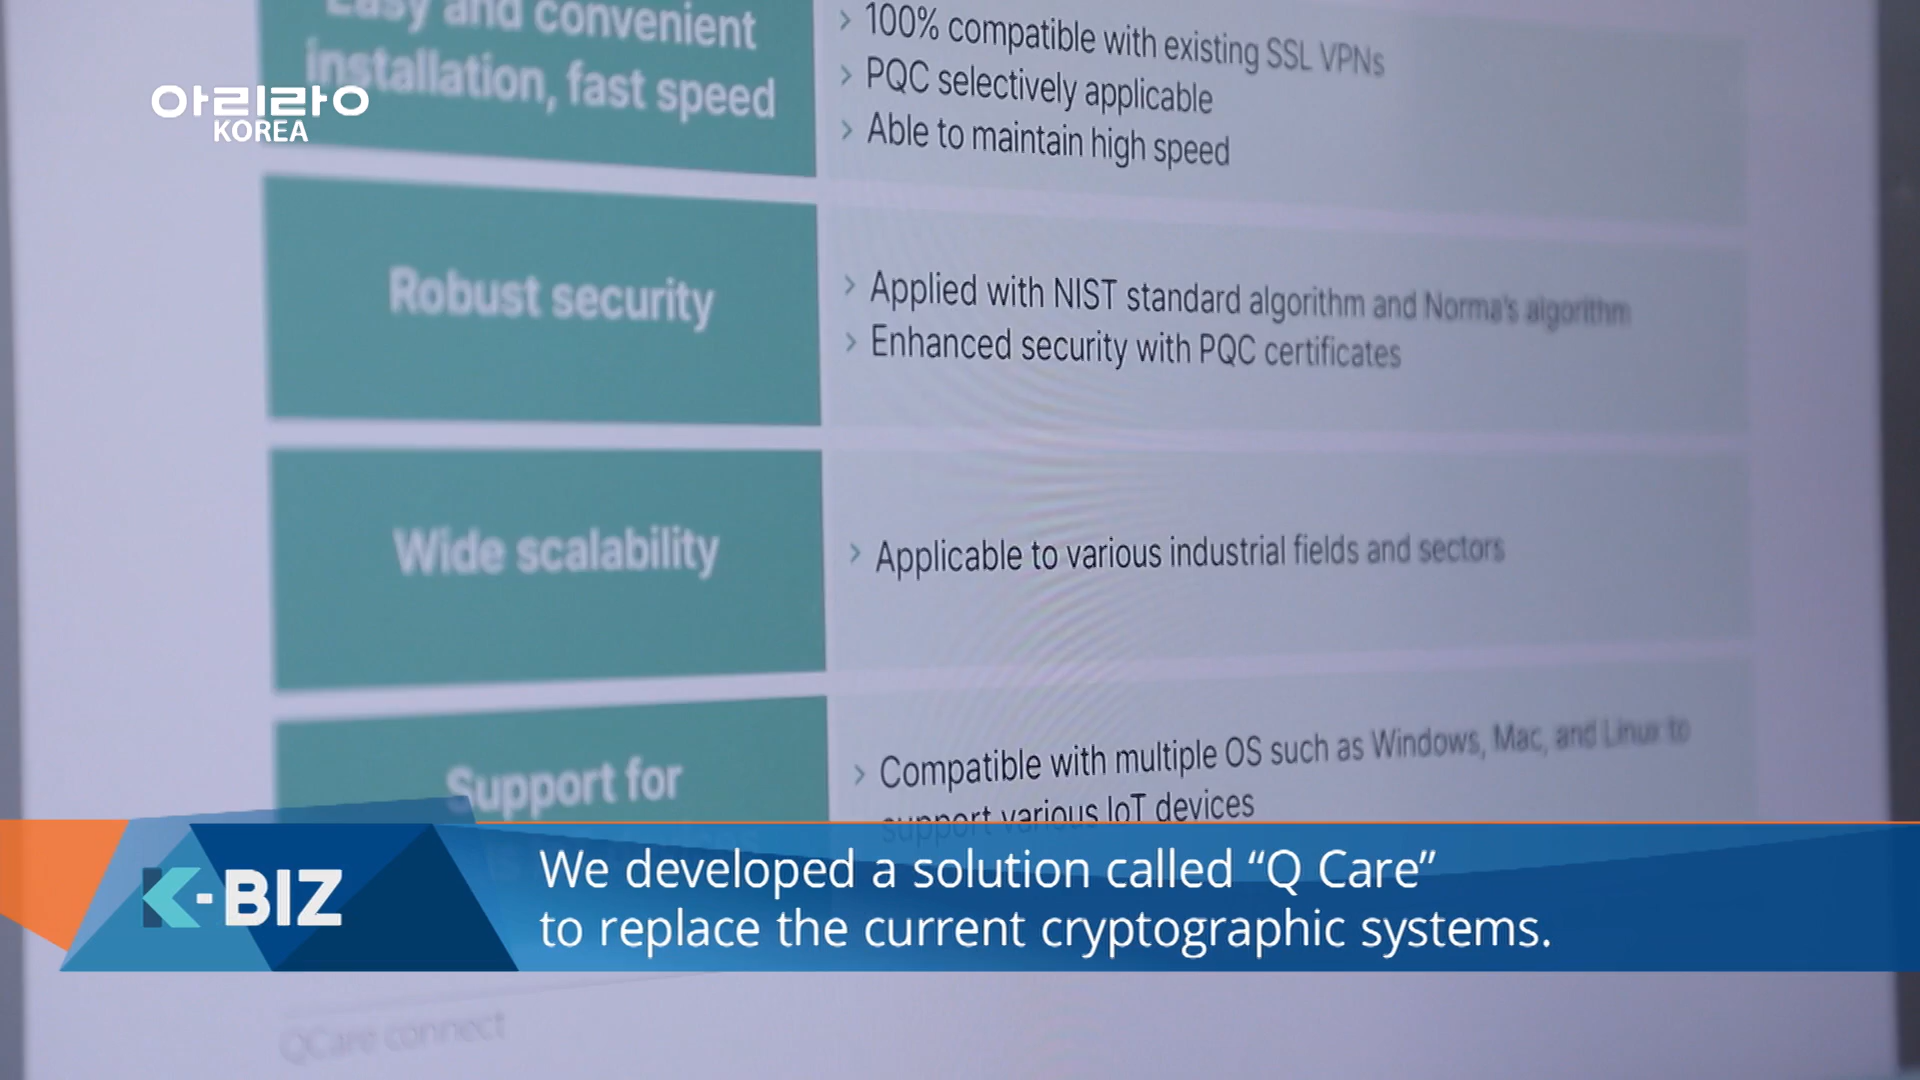 아리랑
KOREA
Easy and convenient
installation, fast speed
› 100% compatible with existing SSL VPNs
› PQC selectively applicable
› Able to maintain high speed
Robust security
› Applied with NIST standard algorithm and Norma's algorithm
› Enhanced security with PQC certificates
Wide scalability
› Applicable to various industrial fields and sectors
Support for
› Compatible with multiple OS such as Windows, Mac, and Linux to
support various IoT devices
K-BIZ
We developed a solution called “Q Care”
to replace the current cryptographic systems.
QCare connect